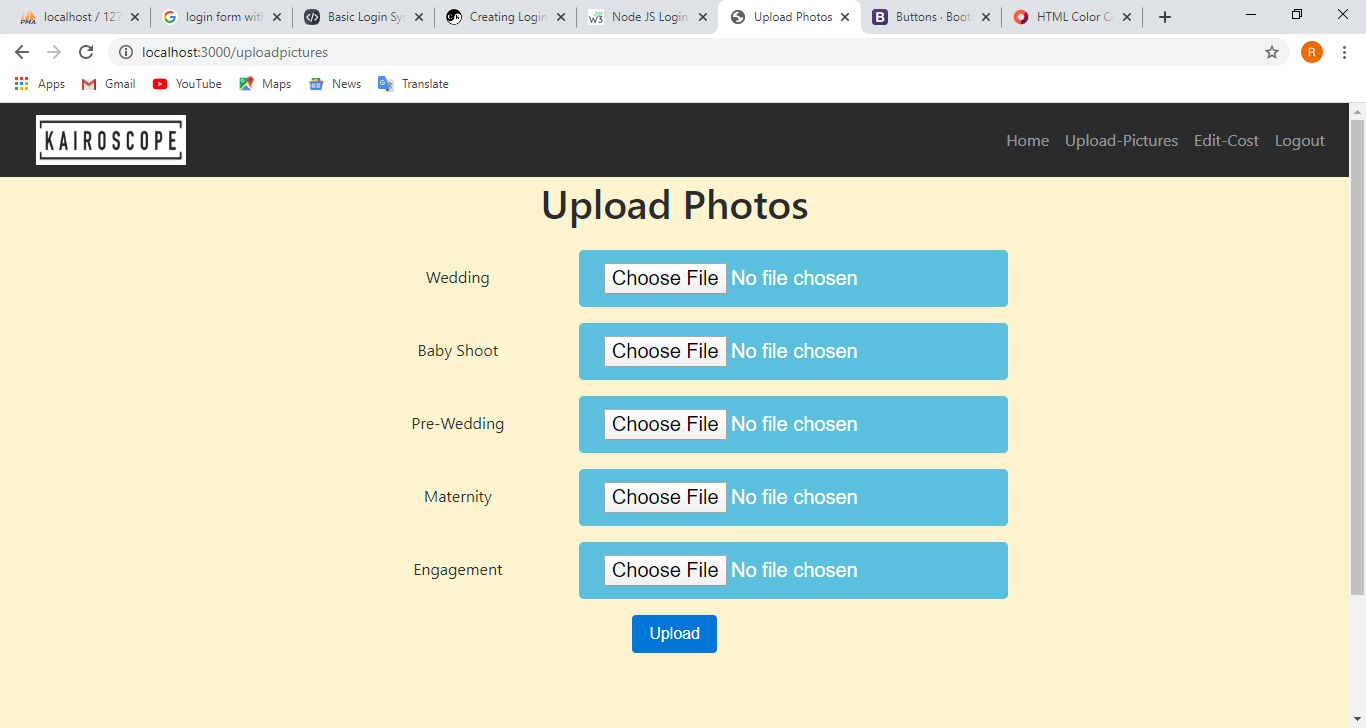 localhost / 127
login form with
Basic Login Sys
Creating Login
Node JS Login
Upload Photos
Buttons · Boots
HTML Color Co
localhost:3000/uploadpictures
R
Apps Gmail YouTube Maps News Translate
KAIROSCOPE
Home Upload-Pictures Edit-Cost Logout
Upload Photos
Wedding Choose File No file chosen
Baby Shoot Choose File No file chosen
Pre-Wedding Choose File No file chosen
Maternity Choose File No file chosen
Engagement Choose File No file chosen
Upload